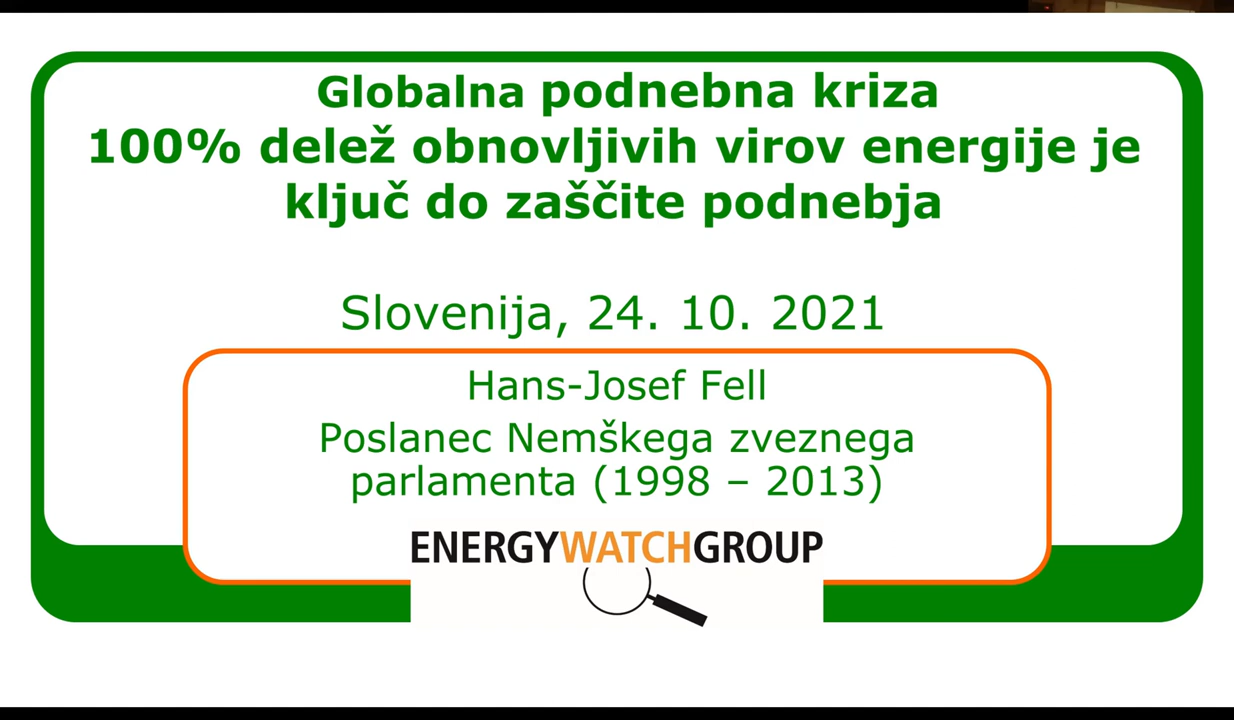 Globalna podnebna kriza
100% delež obnovljivih virov energije je
ključ do zaščite podnebja
Slovenija, 24. 10. 2021
Hans-Josef Fell
Poslanec Nemškega zveznega
parlamenta (1998 – 2013)
ENERGYWATCHGROUP